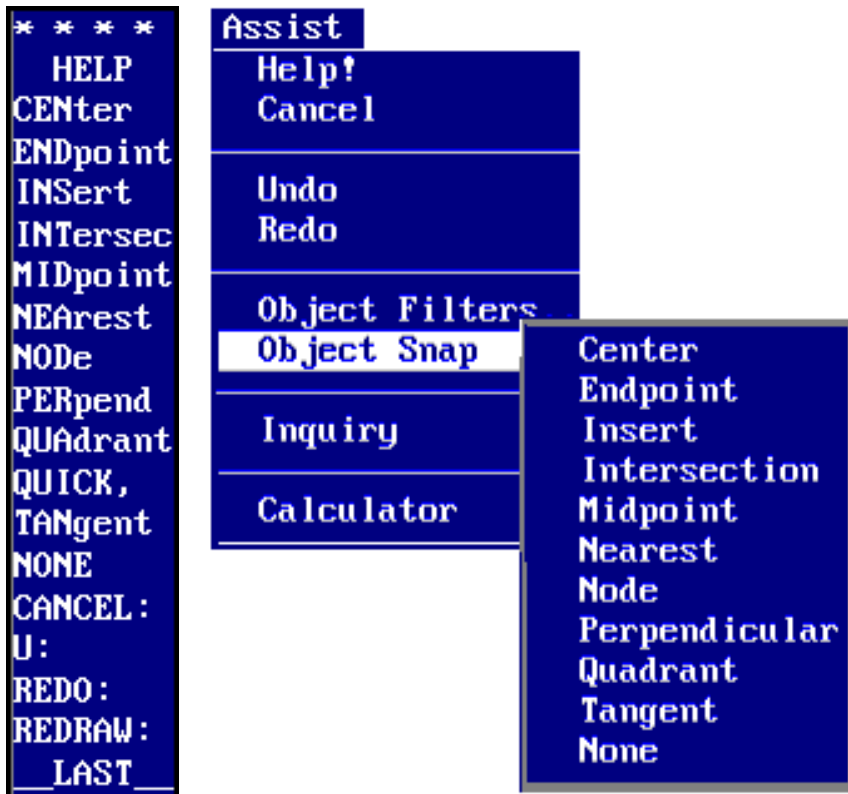 * * * *
HELP
CENter
ENDpoint
INSert
INTersec
MIDpoint
NEArest
NODe
PERpend
QUAdrant
QUICK,
TANgent
NONE
CANCEL:
U:
REDO:
REDRAW:
__LAST__
Assist
Help!
Cancel
Undo
Redo
Object Filters..
Object Snap
Inquiry
Calculator
Center
Endpoint
Insert
Intersection
Midpoint
Nearest
Node
Perpendicular
Quadrant
Tangent
None